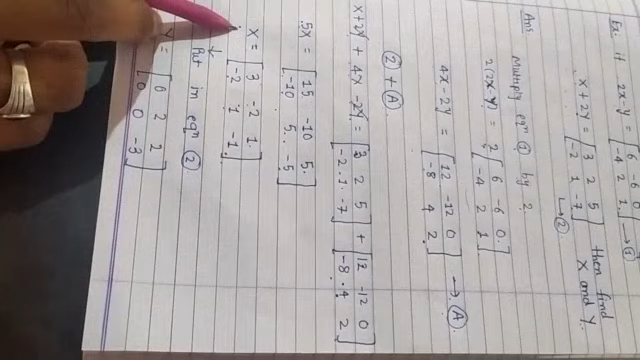 Ex: if 2x-y = [6 -6 0
-4 2 1] → ①
x+2y = [3 2 5
-2 1 -7] then find
→ ② X and Y.
Ans
Multiply eqn ① by 2
2(2x-y) = 2[6 -6 0
-4 2 1]
4x-2y = [12 -12 0
-8 4 2] → Ⓐ
②+Ⓐ
x+2y + 4x-2y = [3 2 5
-2 1 -7] + [12 -12 0
-8 4 2]
5x = [15 -10 5
-10 5 -5]
x = [3 -2 1
-2 1 -1]
Put in eqn ②
Y = [0 2 2
0 0 -3]